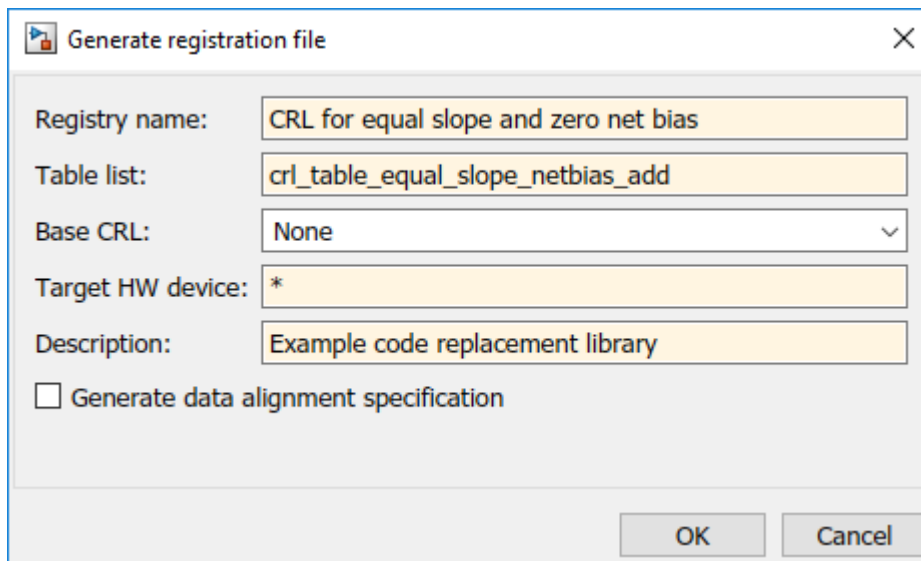 Generate registration file
Registry name: CRL for equal slope and zero net bias
Table list: crl_table_equal_slope_netbias_add
Base CRL: None
Target HW device: *
Description: Example code replacement library
Generate data alignment specification
OK Cancel